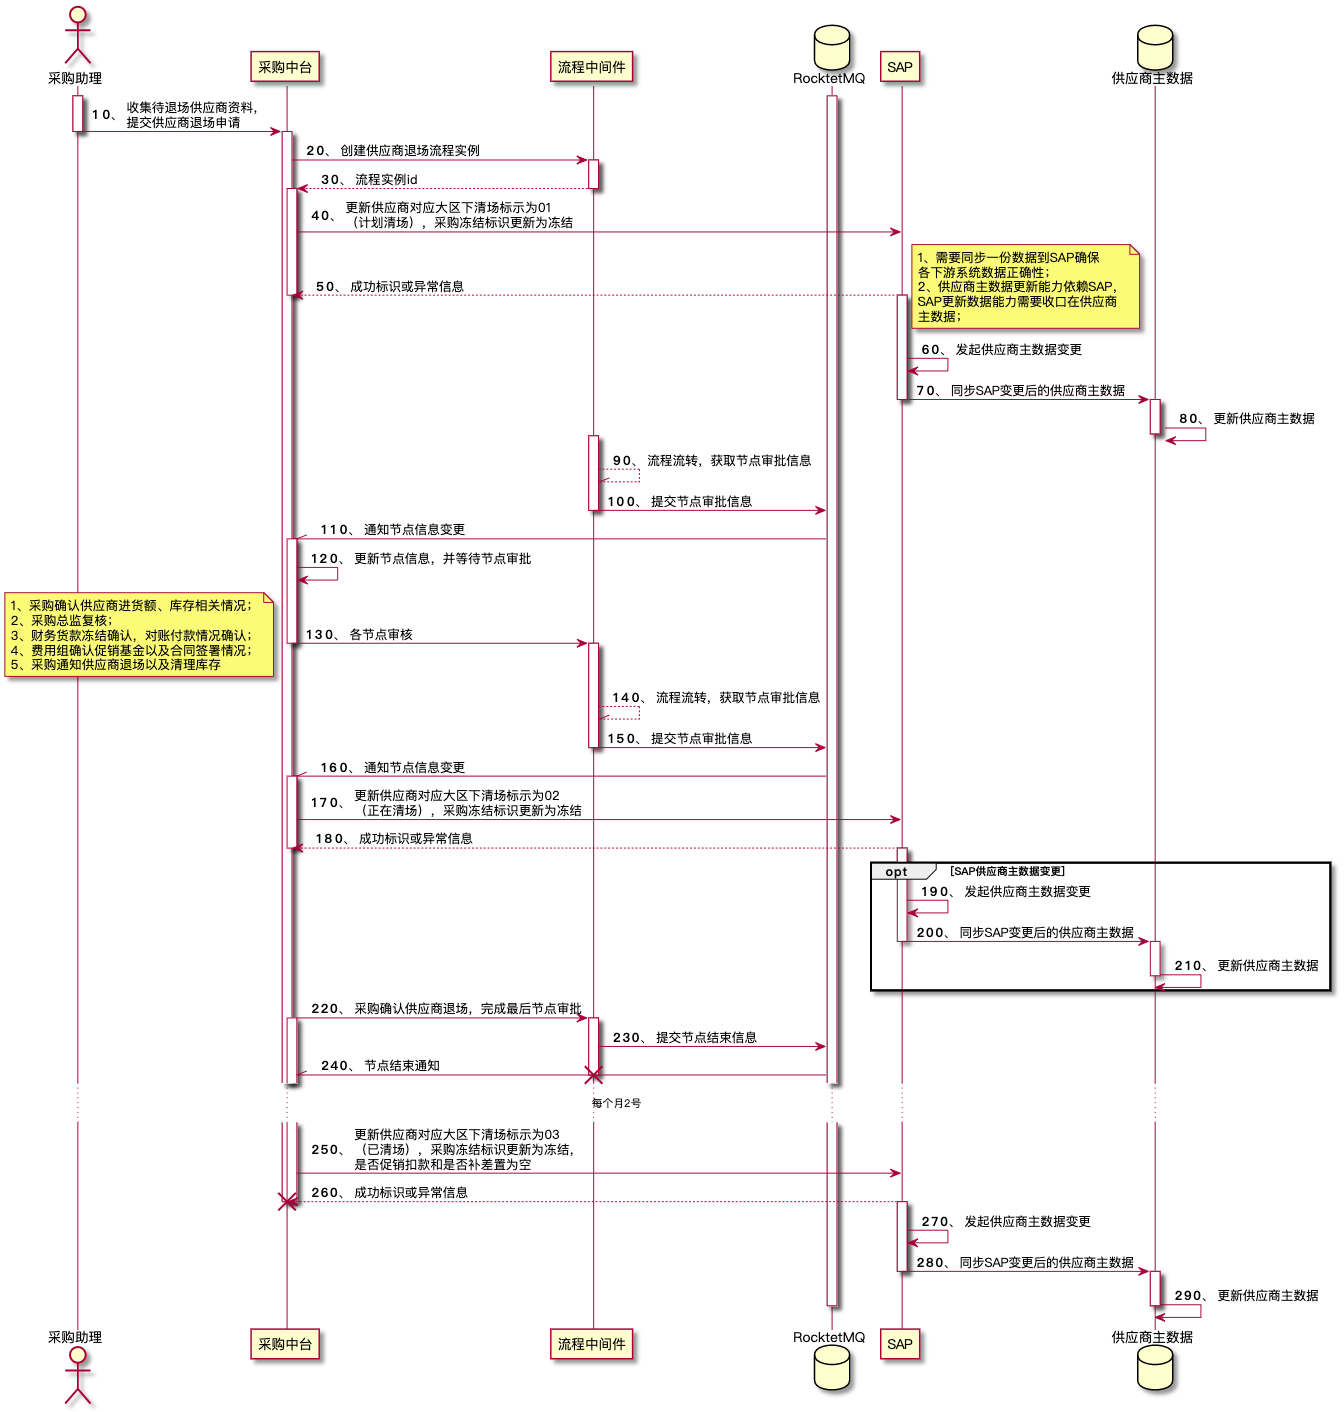 采购助理
采购中台
流程中间件
RocktetMQ
SAP
供应商主数据
10、 收集待退场供应商资料，
提交供应商退场申请
20、 创建供应商退场流程实例
30、 流程实例id
40、 更新供应商对应大区下清场标示为01
（计划清场），采购冻结标识更新为冻结
1、需要同步一份数据到SAP确保
各下游系统数据正确性；
2、供应商主数据更新能力依赖SAP，
SAP更新数据能力需要收口在供应商
主数据；
50、 成功标识或异常信息
60、 发起供应商主数据变更
70、 同步SAP变更后的供应商主数据
80、 更新供应商主数据
90、 流程流转，获取节点审批信息
100、 提交节点审批信息
110、 通知节点信息变更
120、 更新节点信息，并等待节点审批
1、采购确认供应商进货额、库存相关情况；
2、采购总监复核；
3、财务货款冻结确认，对账付款情况确认；
4、费用组确认促销基金以及合同签署情况；
5、采购通知供应商退场以及清理库存
130、 各节点审核
140、 流程流转，获取节点审批信息
150、 提交节点审批信息
160、 通知节点信息变更
170、 更新供应商对应大区下清场标示为02
（正在清场），采购冻结标识更新为冻结
180、 成功标识或异常信息
opt [SAP供应商主数据变更]
190、 发起供应商主数据变更
200、 同步SAP变更后的供应商主数据
210、 更新供应商主数据
220、 采购确认供应商退场，完成最后节点审批
230、 提交节点结束信息
240、 节点结束通知
每个月2号
250、 更新供应商对应大区下清场标示为03
（已清场），采购冻结标识更新为冻结，
是否促销扣款和是否补差置为空
260、 成功标识或异常信息
270、 发起供应商主数据变更
280、 同步SAP变更后的供应商主数据
290、 更新供应商主数据
采购助理
采购中台
流程中间件
RocktetMQ
SAP
供应商主数据